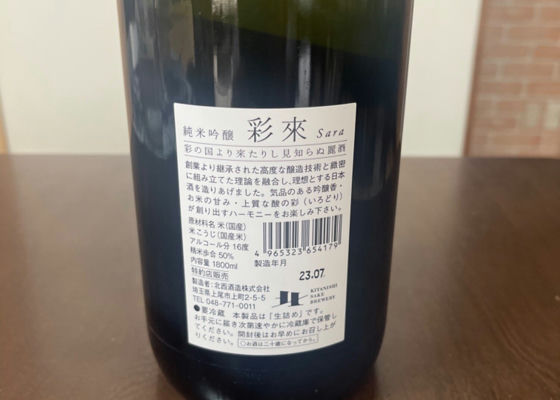 純米吟醸 彩來 Sara
彩の国より來たりし見知らぬ麗酒
創業より継承された高度な醸造技術と緻密
に組み立てた理論を融合し、理想とする日本
酒を造りあげました。気品のある吟醸香・
お米の甘み・上質な酸の彩(いろどり)
が創り出すハーモニーをお楽しみ下さい。
原材料名 米(国産)
米こうじ(国産米)
アルコール分 16度
精米歩合 50%
内容量 1800ml
特約店販売
4 965323 654179
製造年月
23.07
製造者:北西酒造株式会社
埼玉県上尾市上町2-5-5
TEL 048-771-0011
KITANISHI
SAKE
BREWERY
●要冷蔵 本製品は「生詰め」です。
お手元に届き次第速やかに冷蔵庫で保管し
てください。開封後はお早めにお召し上が
りください。
○お酒は二十歳になってから。